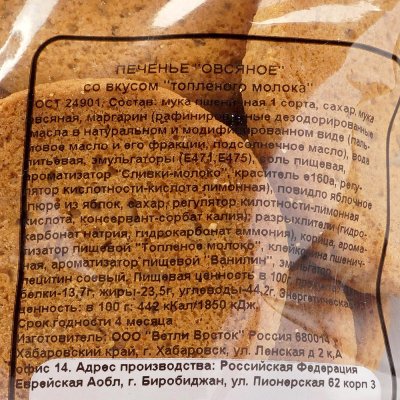 ПЕЧЕНЬЕ "ОВСЯНОЕ"
со вкусом "топленого молока"
ГОСТ 24901. Состав: мука пшеничная 1 сорта, сахар, мука
овсяная, маргарин (рафинированные дезодорированные
масла в натуральном и модифицированном виде (паль-
мовое масло и его фракции, подсолнечное масло), вода
питьевая, эмульгаторы (Е471,Е475), соль пищевая,
ароматизатор "Сливки-молоко", краситель е160а, регу-
лятор кислотности-кислота лимонная), повидло яблочное
(пюре из яблок, сахар, регулятор кислотности-лимонная
кислота, консервант-сорбат калия), разрыхлители (гидро-
карбонат натрия, гидрокарбонат аммония), корица, арома-
тизатор пищевой "Топленое молоко", клейковина пшенич-
ная, ароматизатор пищевой "Ванилин", эмульгатор
лецитин соевый. Пищевая ценность в 100г
белки-13,7г, жиры-23,5г, углеводы-44,2г. Энергетическая
ценность: в 100 г: 442 кКал/1850 кДж.
Срок годности 4 месяца
Изготовитель: ООО "Ветли Восток" Россия 680014
Хабаровский край, г. Хабаровск, ул. Ленская д 2 к,А
офис 14. Адрес производства: Российская Федерация
Еврейская Аобл, г. Биробиджан, ул. Пионерская 62 корп 3